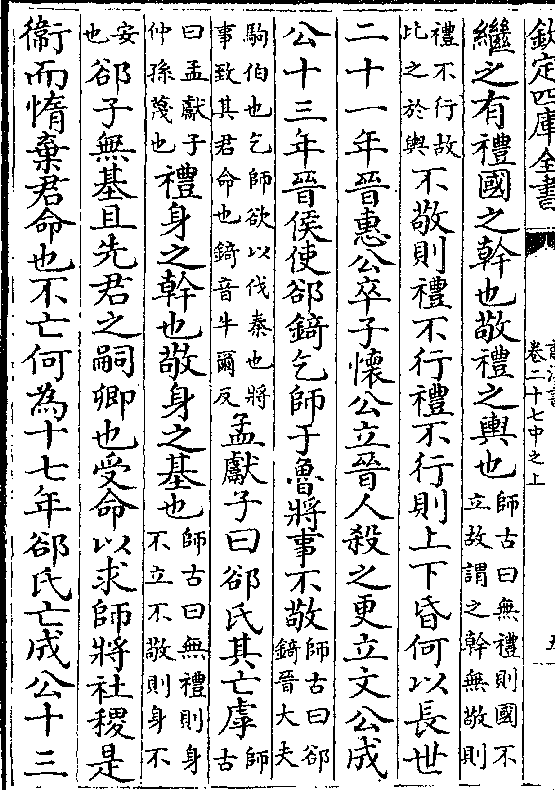 欽定四庫全書
卷二十七中之上
繼之有禮國之幹也敬禮之輿也師古曰無禮則國不立故謂之幹無敬則
禮不行故此之於輿不敬則禮不行禮不行則上下昏何以長世
二十一年晉惠公卒子懷公立晉人殺之更立文公成
公十三年晉侯使郤錡乞師于魯將事不敬師古曰郤錡晉大夫
駒伯也乞師欲以伐秦也將事致其君命也錡音牛爾反孟獻子曰郤氏其亡虖師古
曰孟獻子仲孫蔑也禮身之幹也敬身之基也師古曰無禮則身不立不敬則身不
安也郤子無基且先君之嗣卿也受命以求師將社稷是
衞而惰棄君命也不亡何為十七年郤氏亡成公十三